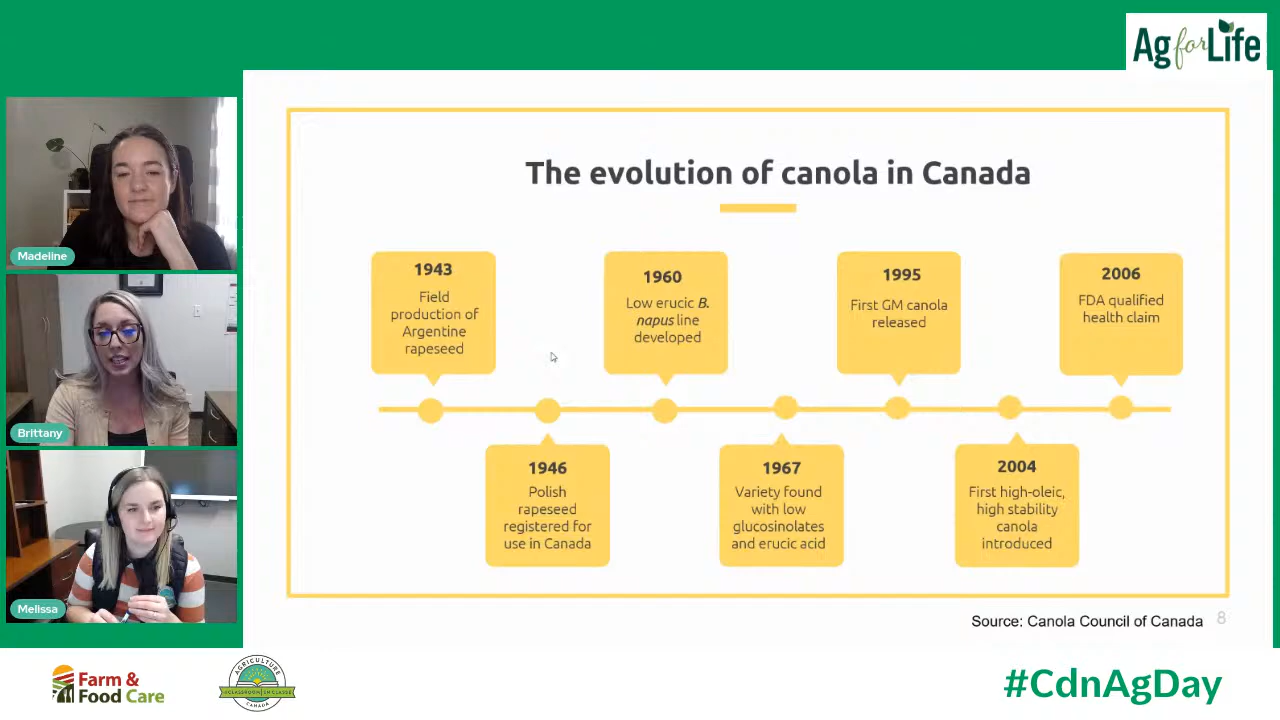 Ag for Life
Madeline
Brittany
Melissa
The evolution of canola in Canada
1943
Field
production of
Argentine
rapeseed
1946
Polish
rapeseed
registered for
use in Canada
1960
Low erucic B.
napus line
developed
1967
Variety found
with low
glucosinolates
and erucic acid
1995
First GM canola
released
2004
First high-oleic,
high stability
canola
introduced
2006
FDA qualified
health claim
Source: Canola Council of Canada
8
Farm &
Food Care
AGRICULTURE
CANADA
#CdnAgDay